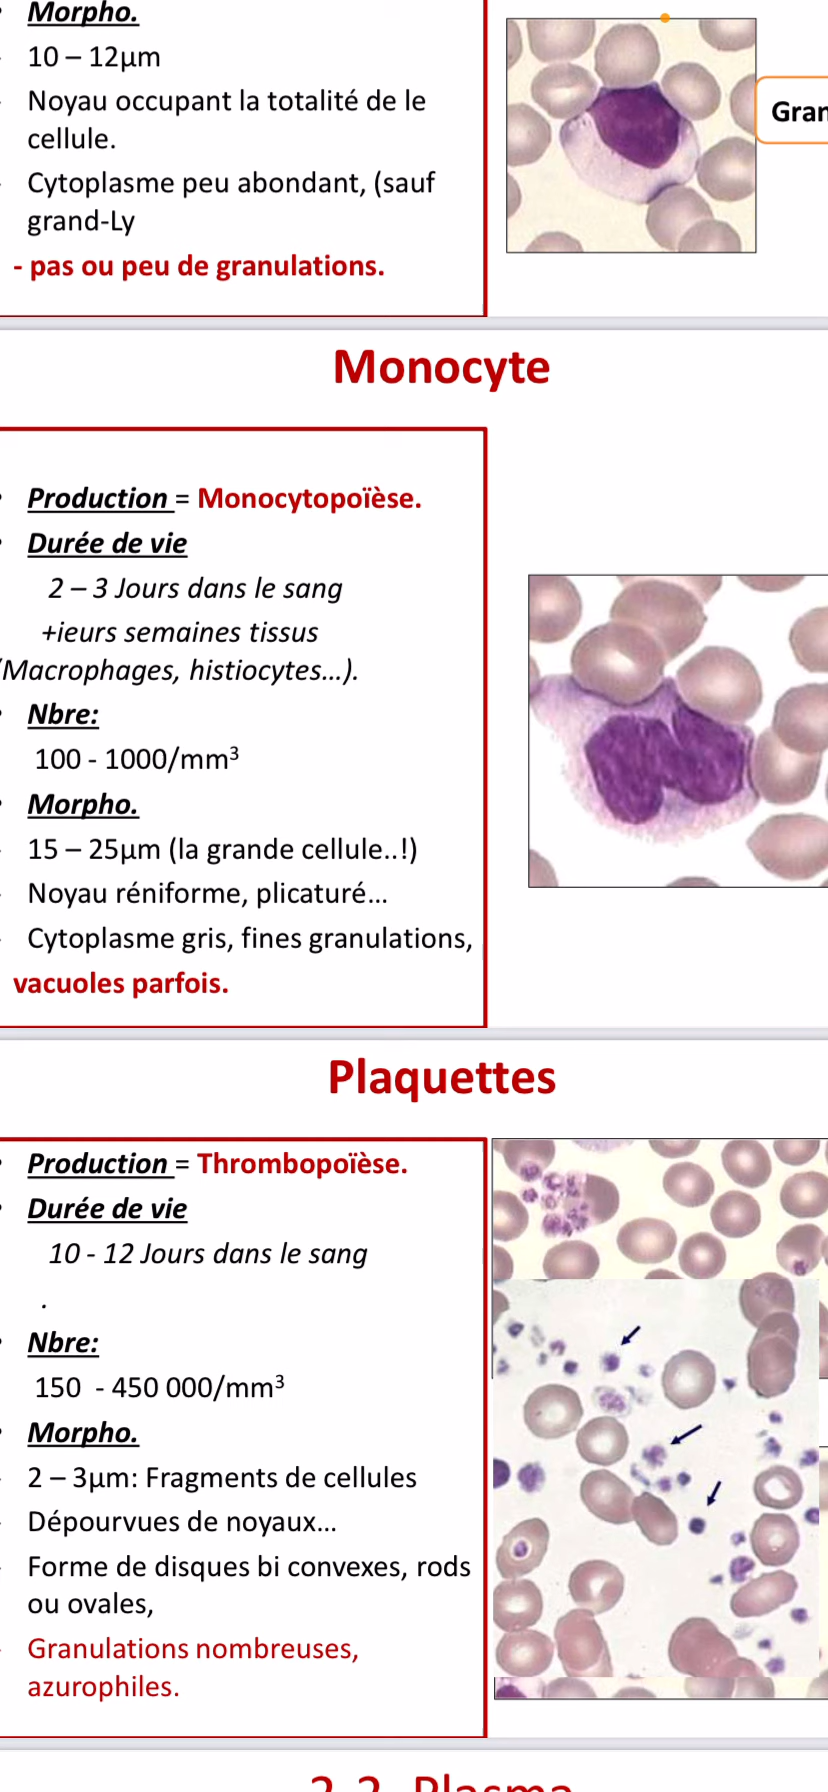 Morpho.
10 – 12µm
Noyau occupant la totalité de le
cellule.
Cytoplasme peu abondant, (sauf
grand-Ly
- pas ou peu de granulations.
Gran
Monocyte
Production = Monocytopoïèse.
Durée de vie
2 – 3 Jours dans le sang
+ieurs semaines tissus
(Macrophages, histiocytes...).
Nbre:
100 - 1000/mm³
Morpho.
15 – 25µm (la grande cellule..!)
Noyau réniforme, plicaturé...
Cytoplasme gris, fines granulations,
vacuoles parfois.
Plaquettes
Production = Thrombopoïèse.
Durée de vie
10 - 12 Jours dans le sang
.
Nbre:
150 - 450 000/mm³
Morpho.
2 – 3µm: Fragments de cellules
Dépourvues de noyaux...
Forme de disques bi convexes, rods
ou ovales,
Granulations nombreuses,
azurophiles.
2-2. Plasma